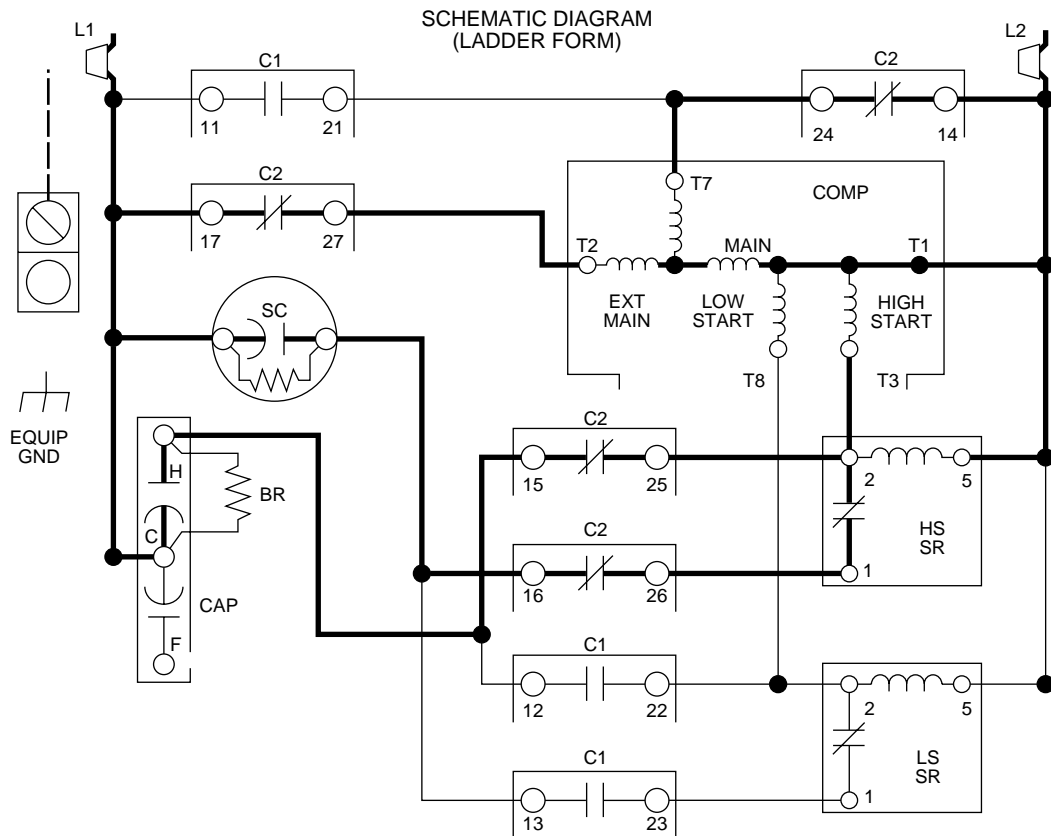 SCHEMATIC DIAGRAM
(LADDER FORM)
L1
L2
C1
C2
11
21
24
14
C2
T7
COMP
17
27
T2
MAIN
T1
EXT
MAIN
LOW
START
HIGH
START
SC
T8
T3
EQUIP
GND
H
BR
C
CAP
F
C2
15
25
2
5
HS
SR
C2
16
26
1
C1
12
22
2
5
LS
SR
C1
13
23
1